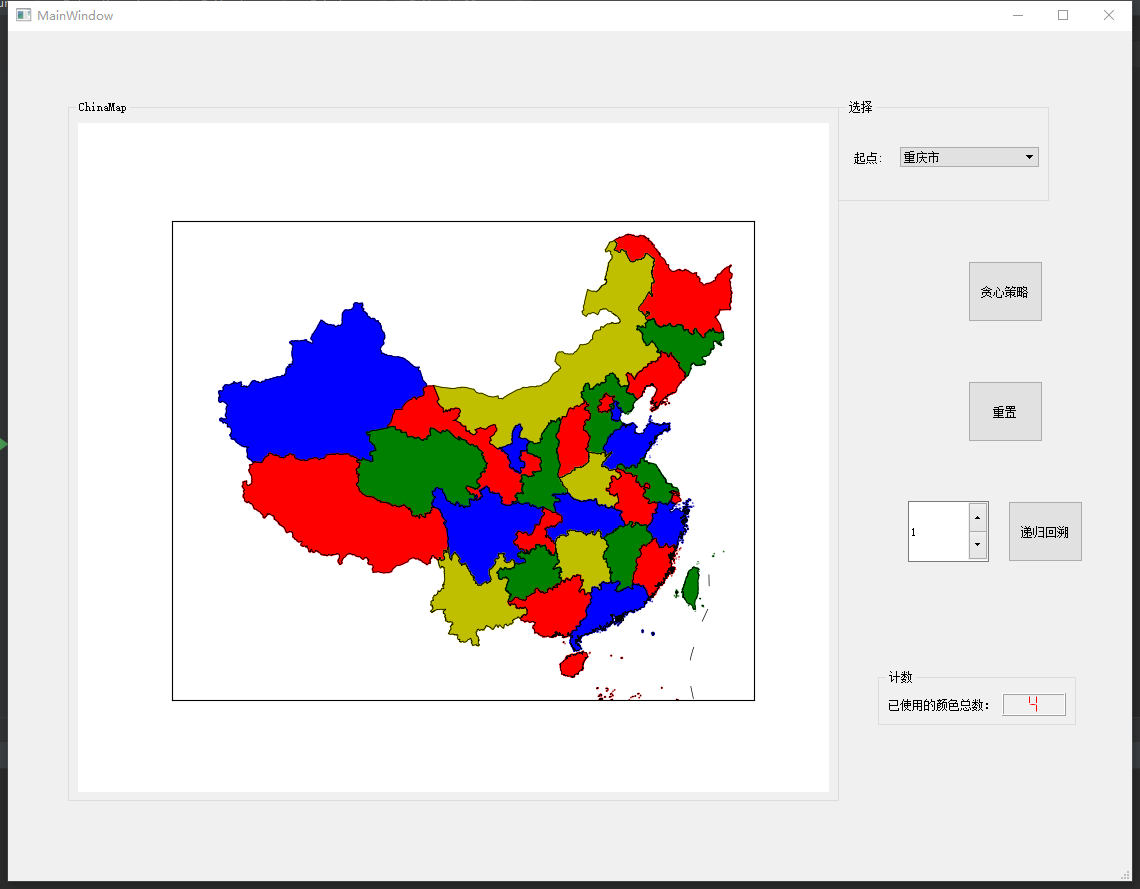 MainWindow
ChinaMap
选择
起点：
重庆市
贪心策略
重置
1
递归回溯
计数
已使用的颜色总数：
4